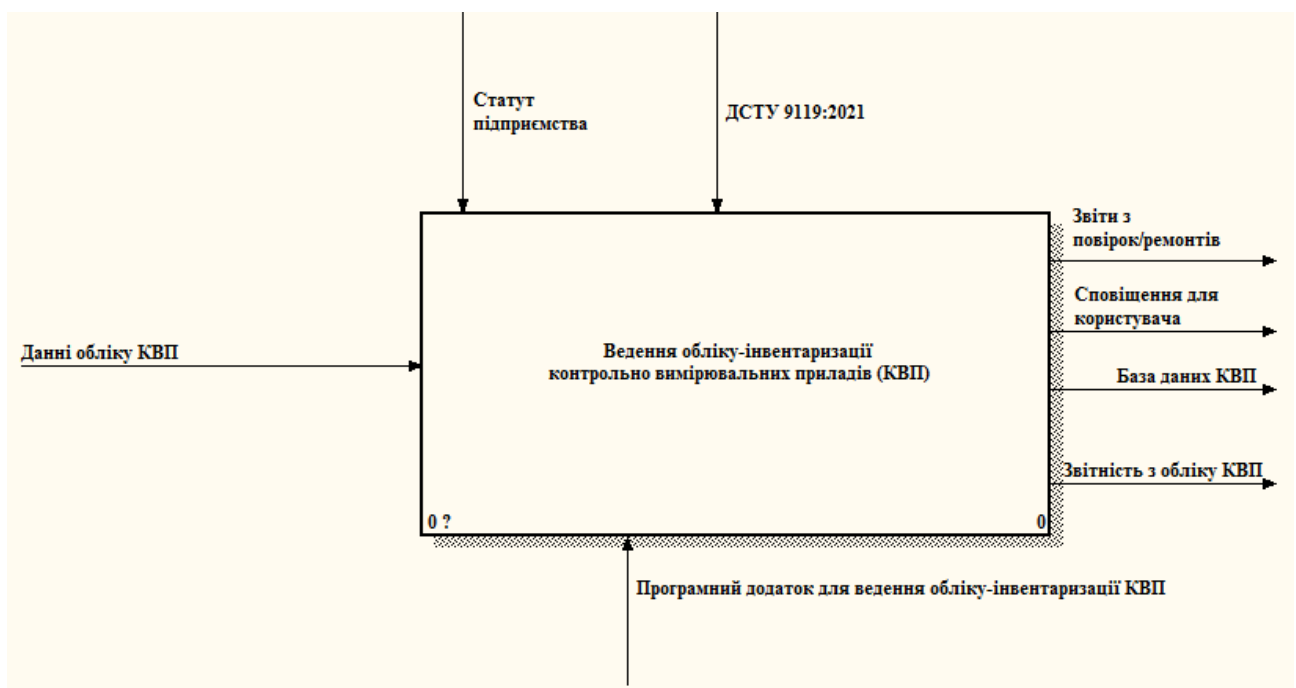 Статут
підприємства
ДСТУ 9119:2021
Звіти з
повірок/ремонтів
Сповіщення для
користувача
Данні обліку КВП
Ведення обліку-інвентаризації
контрольно вимірювальних приладів (КВП)
База даних КВП
Звітність з обліку КВП
0 ?
0
Програмний додаток для ведення обліку-інвентаризації КВП